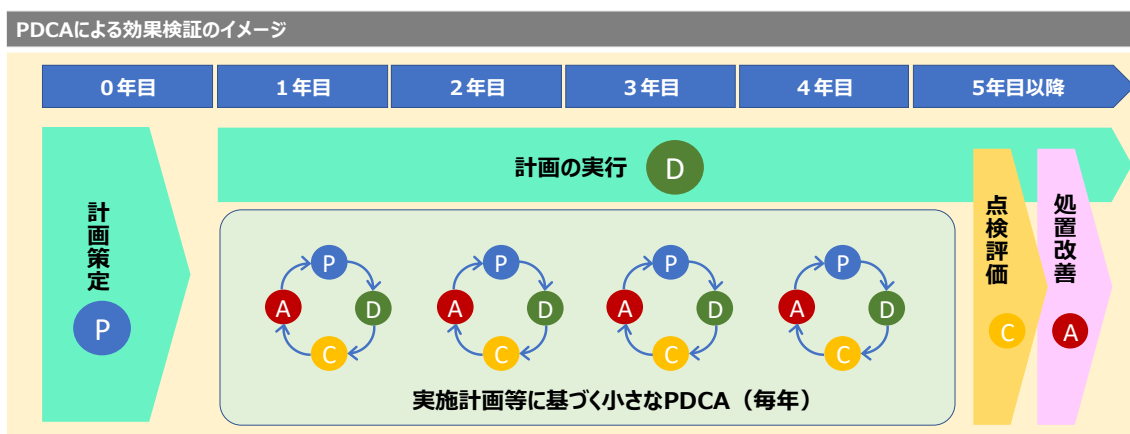 PDCAによる効果検証のイメージ
０年目
１年目
２年目
３年目
４年目
5年目以降
計画の実行
D
計画策定
P
P
D
C
A
P
D
C
A
P
D
C
A
P
D
C
A
実施計画等に基づく小さなPDCA（毎年）
点検評価
C
処置改善
A